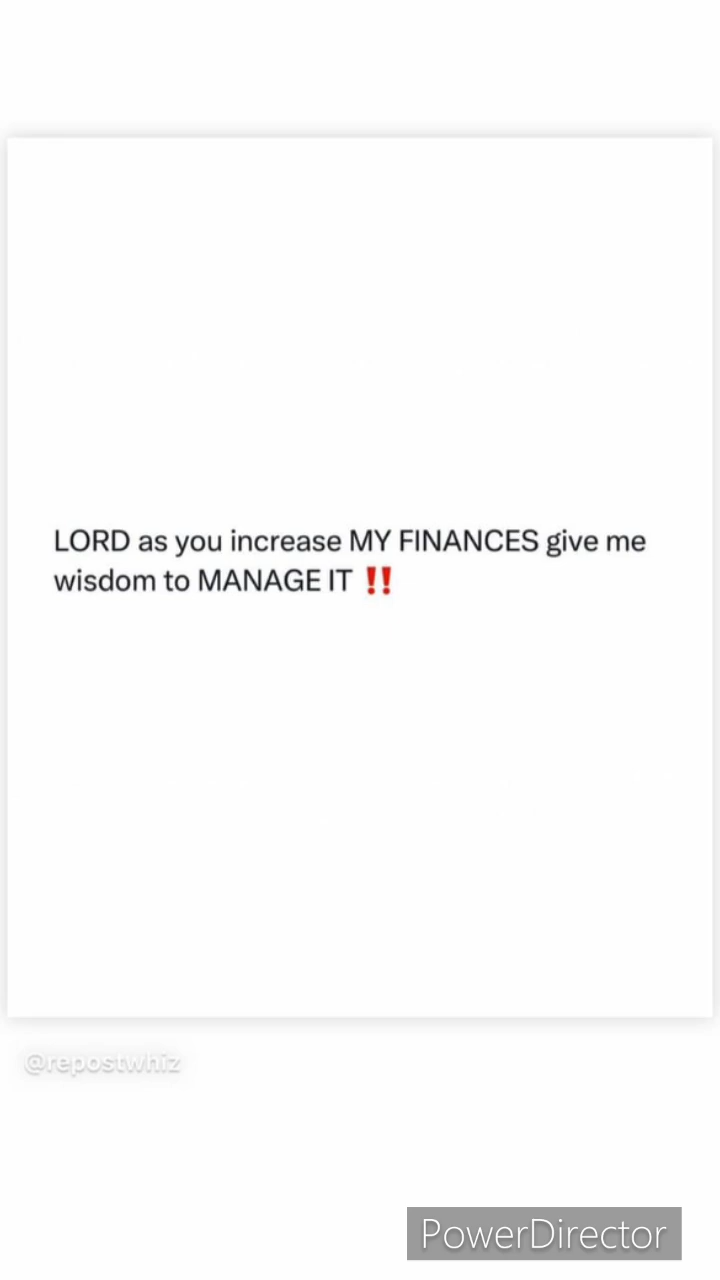 LORD as you increase MY FINANCES give me
wisdom to MANAGE IT ‼️
@repostwhiz
PowerDirector